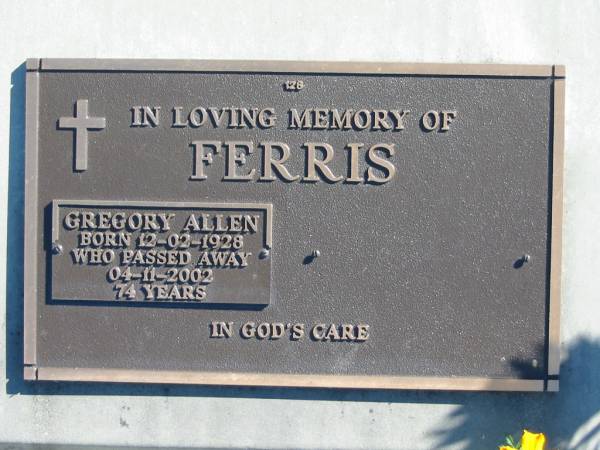 128
IN LOVING MEMORY OF
FERRIS
GREGORY ALLEN
BORN 12-02-1928
WHO PASSED AWAY
04-11-2002
74 YEARS
IN GOD'S CARE